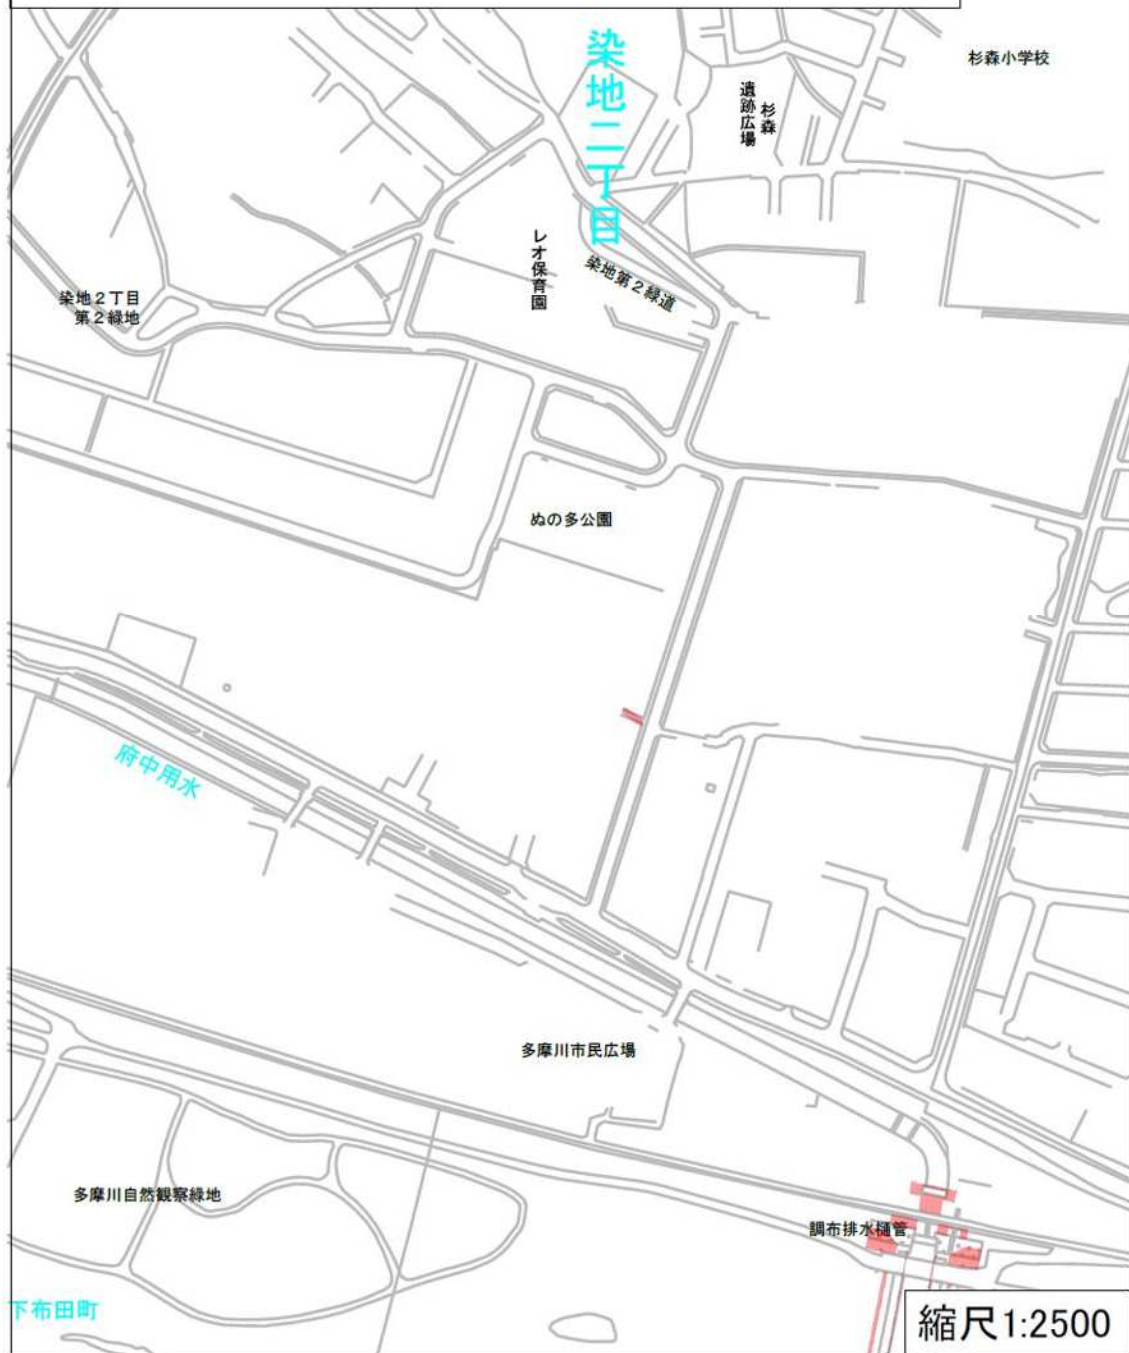 染地二丁目
杉森小学校
杉森
遺跡広場
レオ保育園
染地第2緑道
染地２丁目
第２緑地
ぬの多公園
府中用水
多摩川市民広場
多摩川自然観察緑地
調布排水樋管
下布田町
縮尺1:2500